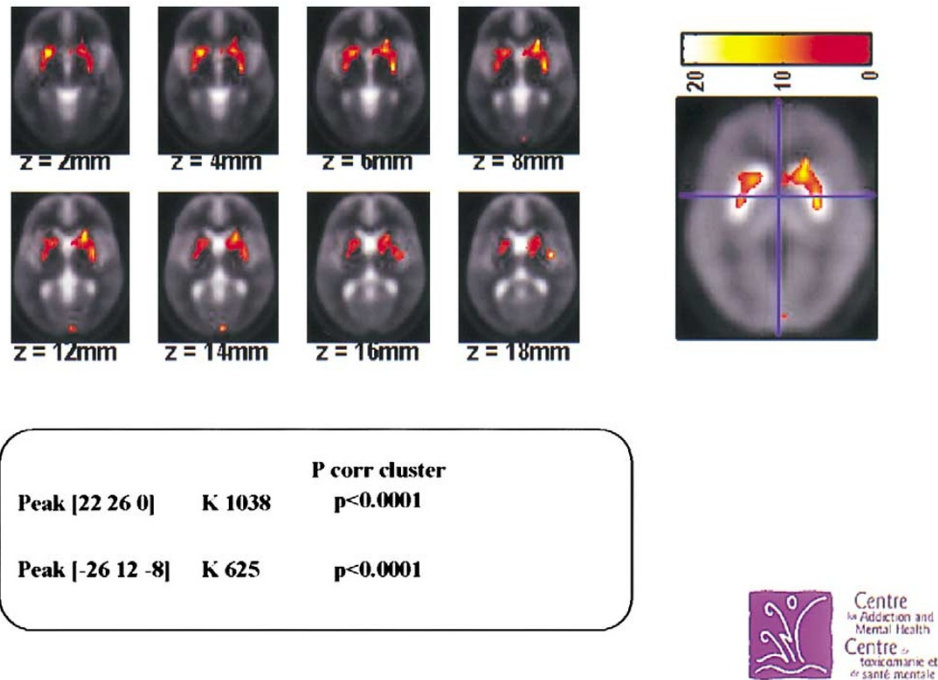 z = 2mm
z = 4mm
z = 6mm
z = 8mm
20
10
0
z = 12mm
z = 14mm
z = 16mm
z = 18mm
P corr cluster
Peak [22 26 0] K 1038 p<0.0001
Peak [-26 12 -8] K 625 p<0.0001
Centre
for Addiction and
Mental Health
Centre de
toxicomanie et
de santé mentale